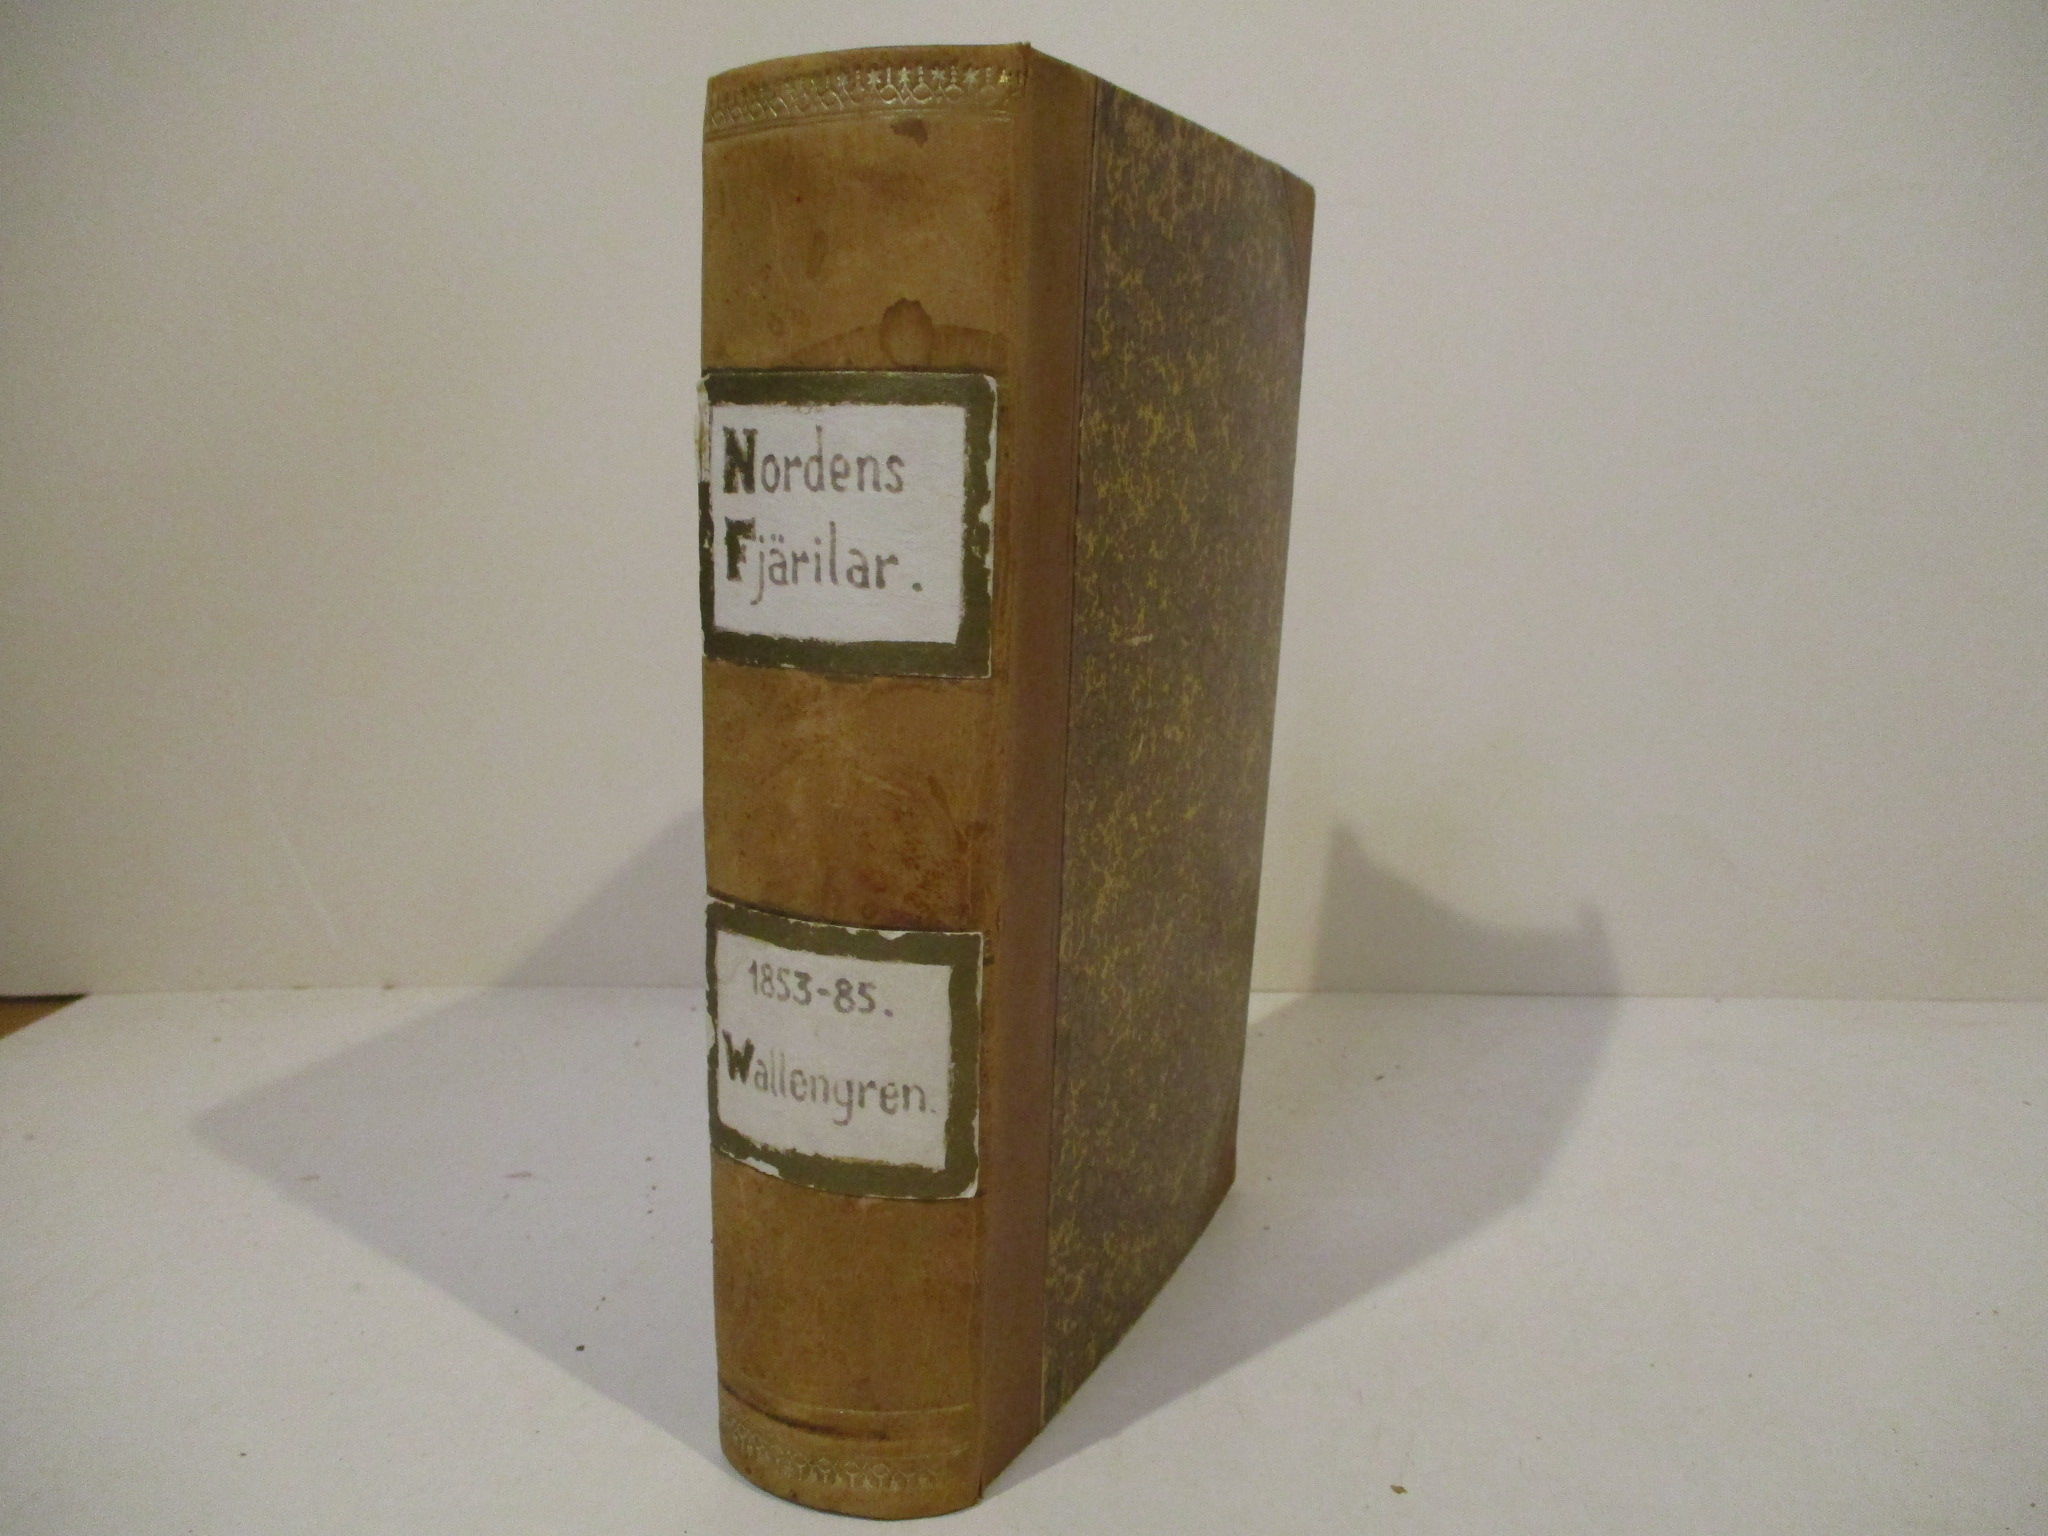 Nordens
Fjärilar.
1853-85.
Wallengren.